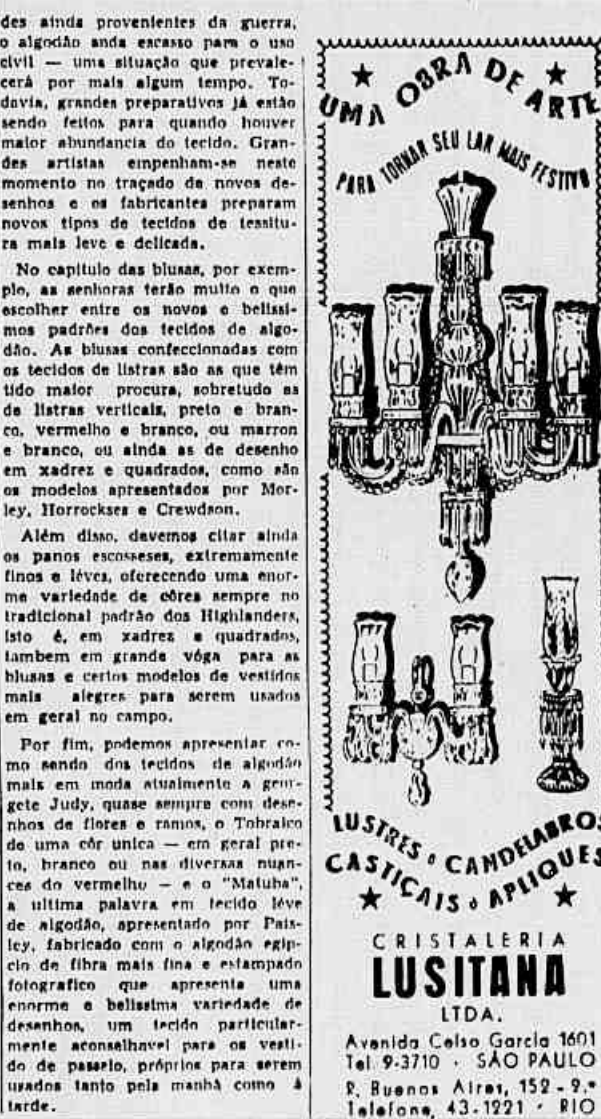 des ainda provenientes da guerra,
o algodão anda escasso para o uso
civil — uma situação que prevale-
cerá por mais algum tempo. To-
davia, grandes preparativos já estão
sendo feitos para quando houver
maior abundancia do tecido. Gran-
des artistas empenham-se neste
momento no traçado de novos de-
senhos e os fabricantes preparam
novos tipos de tecidos de tessitu-
ra mais leve e delicada.
No capitulo das blusas, por exem-
plo, as senhoras terão muito o que
escolher entre os novos e belissi-
mos padrões dos tecidos de algo-
dão. As blusas confeccionadas com
os tecidos de listras são as que têm
tido maior procura, sobretudo as
de listras verticais, preto e bran-
co, vermelho e branco, ou marron
e branco, ou ainda as de desenho
em xadrez e quadrados, como são
os modelos apresentados por Mor-
ley, Horrockses e Crewdson.
Além disso, devemos citar ainda
os panos escosseses, extremamente
finos e léves, oferecendo uma enor-
me variedade de côres sempre no
tradicional padrão dos Highlanders,
isto é, em xadrez e quadrados,
tambem em grande vóga para as
blusas e certos modelos de vestidos
mais alegres para serem usados
em geral no campo.
Por fim, podemos apresentar co-
mo sendo dos tecidos de algodão
mais em moda atualmente a geor-
gete Judy, quase sempre com dese-
nhos de flores e ramos, o Tobralco
de uma côr unica — em geral pre-
to, branco ou nas diversas nuan-
ces do vermelho — e o "Matuba",
a ultima palavra em tecido léve
de algodão, apresentado por Pais-
ley, fabricado com o algodão egip-
cio de fibra mais fina e estampado
fotografico que apresenta uma
enorme e belissima variedade de
desenhos, um tecido particular-
mente aconselhavel para os vesti-
do de passeio, próprios para serem
usados tanto pela manhã como à
tarde.
UMA OBRA DE ARTE
PARA TORNAR SEU LAR MAIS FESTIVO
LUSTRES e CANDELABROS
CASTIÇAIS e APLIQUES
CRISTALERIA
LUSITANA
LTDA.
Avenida Celso Garcia 1601
Tel. 9-3710 - SÃO PAULO
R. Buenos Aires, 152 - 2.º
Telefone, 43-1221 - RIO